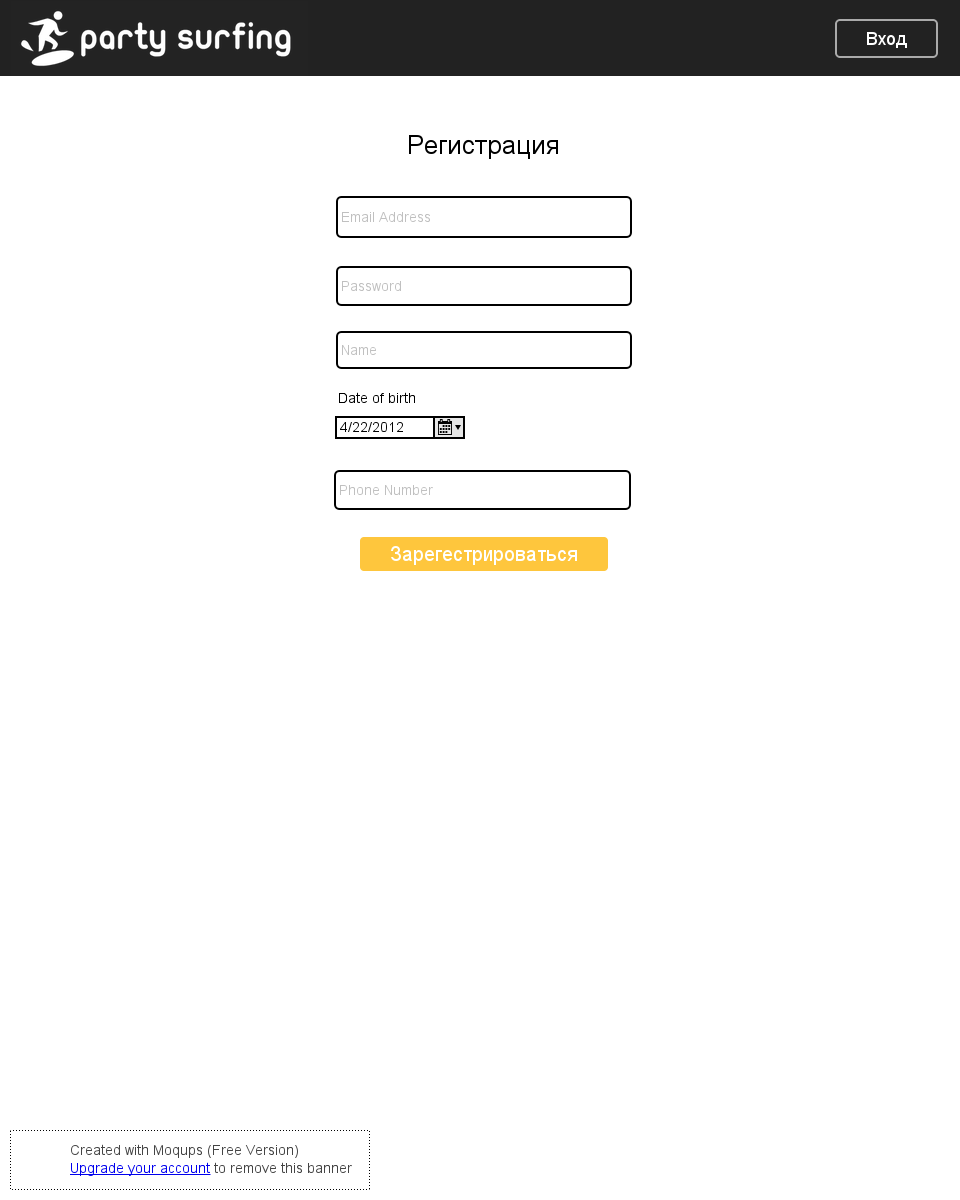 party surfing
Вход
Регистрация
Email Address
Password
Name
Date of birth
4/22/2012
Phone Number
Зарегестрироваться
Created with Moqups (Free Version)
Upgrade your account to remove this banner